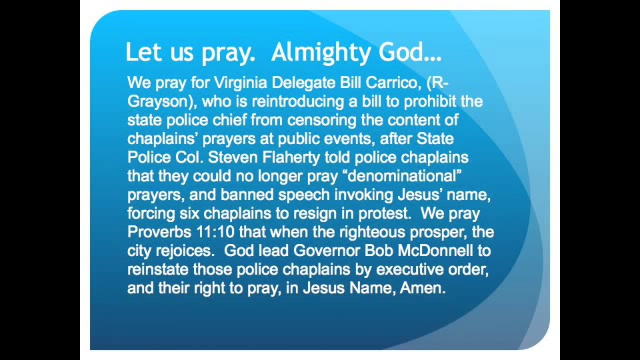 Let us pray.  Almighty God…
We pray for Virginia Delegate Bill Carrico, (R-
Grayson), who is reintroducing a bill to prohibit the
state police chief from censoring the content of
chaplains’ prayers at public events, after State
Police Col. Steven Flaherty told police chaplains
that they could no longer pray “denominational”
prayers, and banned speech invoking Jesus’ name,
forcing six chaplains to resign in protest.  We pray
Proverbs 11:10 that when the righteous prosper, the
city rejoices.  God lead Governor Bob McDonnell to
reinstate those police chaplains by executive order,
and their right to pray, in Jesus Name, Amen.